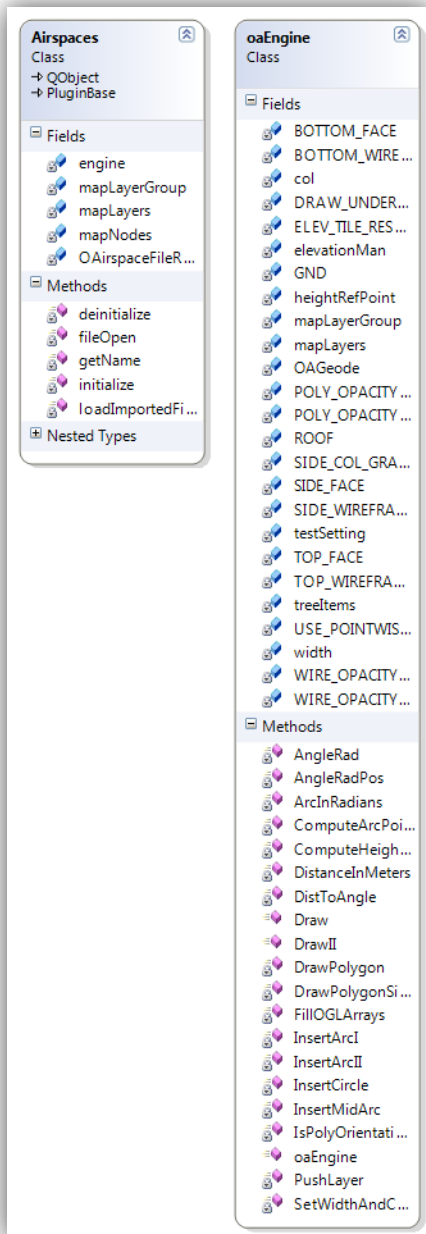 Airspaces
Class
QObject
PluginBase
Fields
engine
mapLayerGroup
mapLayers
mapNodes
OAirspaceFileR...
Methods
deinitialize
fileOpen
getName
initialize
loadImportedFi...
Nested Types
oaEngine
Class
Fields
BOTTOM_FACE
BOTTOM_WIRE...
col
DRAW_UNDER...
ELEV_TILE_RES...
elevationMan
GND
heightRefPoint
mapLayerGroup
mapLayers
OAGeode
POLY_OPACITY...
POLY_OPACITY...
ROOF
SIDE_COL_GRA...
SIDE_FACE
SIDE_WIREFRA...
testSetting
TOP_FACE
TOP_WIREFRA...
treeItems
USE_POINTWIS...
width
WIRE_OPACITY...
WIRE_OPACITY...
Methods
AngleRad
AngleRadPos
ArcInRadians
ComputeArcPoi...
ComputeHeigh...
DistanceInMeters
DistToAngle
Draw
DrawII
DrawPolygon
DrawPolygonSi...
FillOGLArrays
InsertArcI
InsertArcII
InsertCircle
InsertMidArc
IsPolyOrientati...
oaEngine
PushLayer
SetWidthAndC...